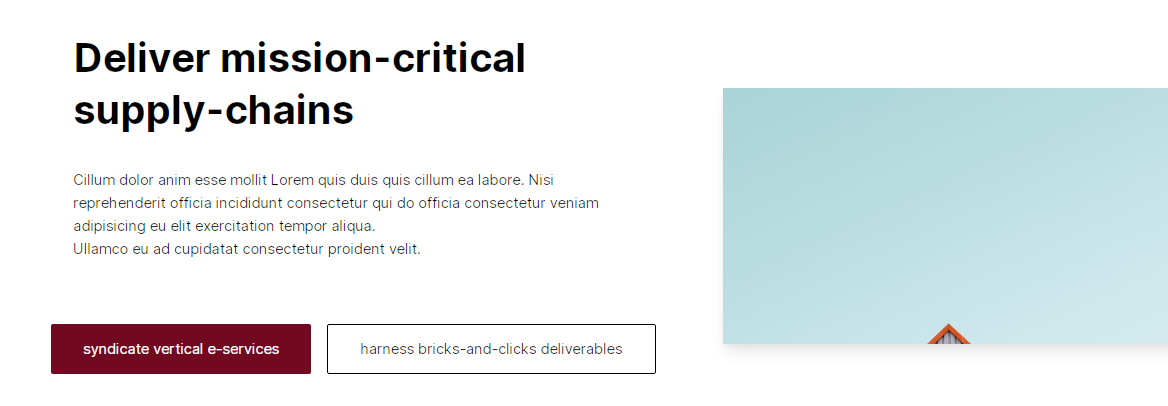 Deliver mission-critical
supply-chains
Cillum dolor anim esse mollit Lorem quis duis quis cillum ea labore. Nisi
reprehenderit officia incididunt consectetur qui do officia consectetur veniam
adipisicing eu elit exercitation tempor aliqua.
Ullamco eu ad cupidatat consectetur proident velit.
syndicate vertical e-services
harness bricks-and-clicks deliverables